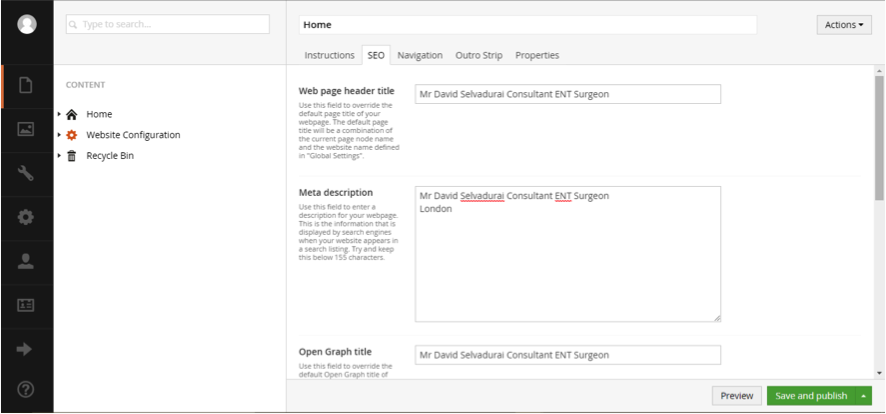 Type to search...
Home
Actions
Instructions SEO Navigation Outro Strip Properties
CONTENT
Home
Website Configuration
Recycle Bin
Web page header title
Use this field to override the
default page title of your
webpage. The default page
title will be a combination of
the current page node name
and the website name defined
in "Global Settings".
Mr David Selvadurai Consultant ENT Surgeon
Meta description
Use this field to enter a
description for your webpage.
This is the information that is
displayed by search engines
when your website appears in
a search listing. Try and keep
this below 155 characters.
Mr David Selvadurai Consultant ENT Surgeon
London
Open Graph title
Use this field to override the
default Open Graph title of
Mr David Selvadurai Consultant ENT Surgeon
Preview
Save and publish